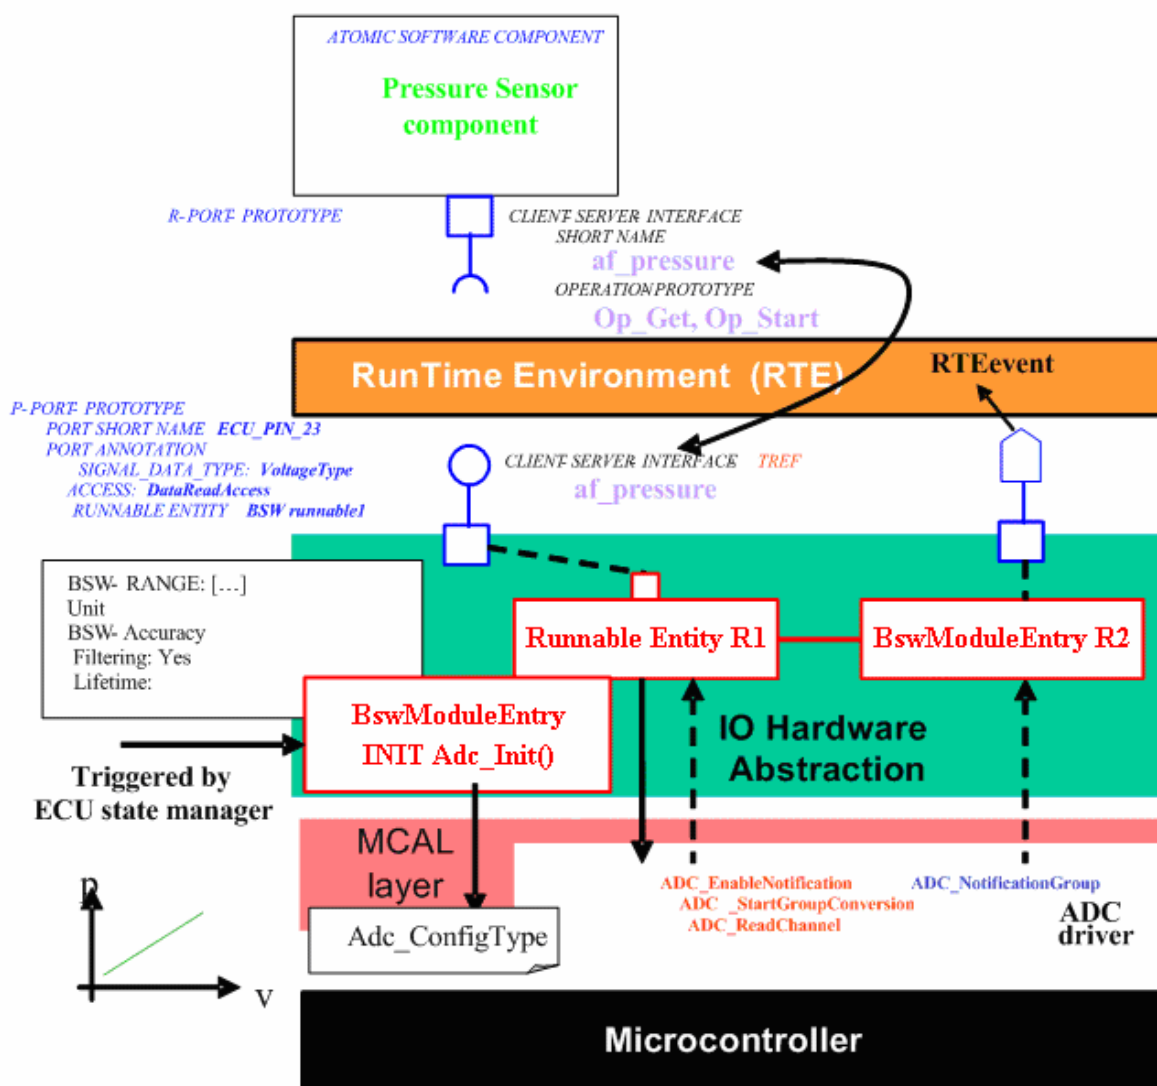 ATOMIC SOFTWARE COMPONENT
Pressure Sensor
component
R- PORT- PROTOTYPE
CLIENT-SERVER- INTERFACE
SHORT NAME
af_pressure
OPERATION-PROTOTYPE
Op_Get, Op_Start
RunTime Environment (RTE)
RTEevent
P- PORT- PROTOTYPE
PORT SHORT NAME ECU_PIN_23
PORT ANNOTATION
SIGNAL_DATA_TYPE: VoltageType
ACCESS: DataReadAccess
RUNNABLE ENTITY BSW runnable1
CLIENT-SERVER- INTERFACE- TREF
af_pressure
BSW- RANGE: [...]
Unit
BSW- Accuracy
Filtering: Yes
Lifetime:
Runnable Entity R1
BswModuleEntry R2
BswModuleEntry
INIT Adc_Init()
IO Hardware
Abstraction
Triggered by
ECU state manager
MCAL
layer
Adc_ConfigType
ADC_EnableNotification
ADC _StartGroupConversion
ADC_ReadChannel
ADC_NotificationGroup
ADC
driver
p
v
Microcontroller